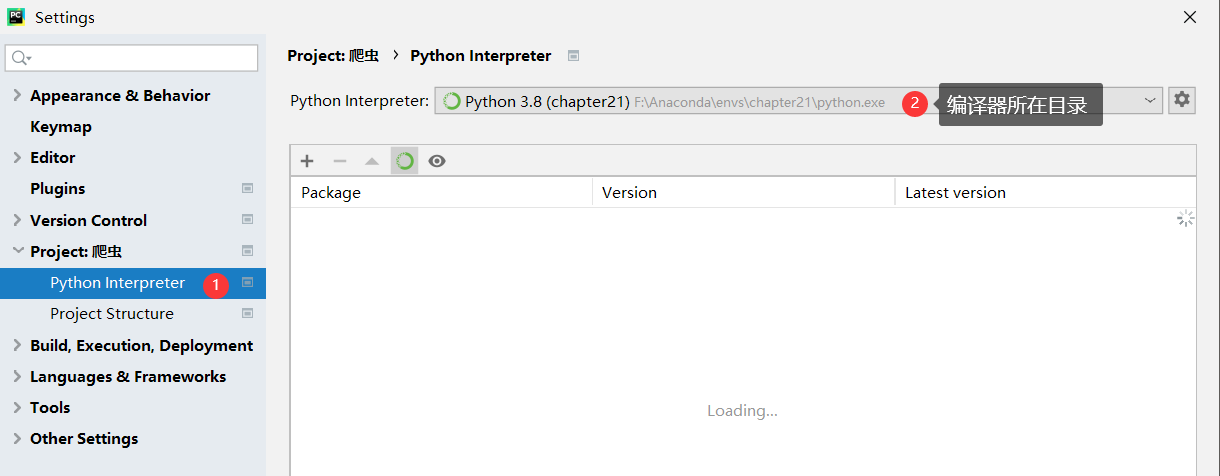 Settings
Appearance & Behavior
Keymap
Editor
Plugins
Version Control
Project: 爬虫
Python Interpreter 1
Project Structure
Build, Execution, Deployment
Languages & Frameworks
Tools
Other Settings
Project: 爬虫 › Python Interpreter
Python Interpreter: Python 3.8 (chapter21) F:\Anaconda\envs\chapter21\python.exe 2 编译器所在目录
Package Version Latest version
Loading...